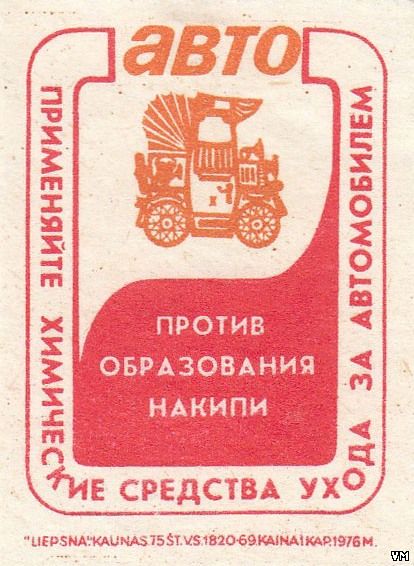 авто
ПРИМЕНЯЙТЕ ХИМИЧЕСКИЕ СРЕДСТВА УХОДА ЗА АВТОМОБИЛЕМ
ПРОТИВ
ОБРАЗОВАНИЯ
НАКИПИ
"LIEPSNA" KAUNAS.75 ŠT.V.S.1820-69.KAINA 1 KAP.1976 M.
VM